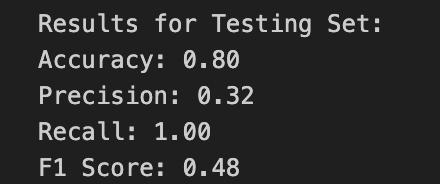 Results for Testing Set:
Accuracy: 0.80
Precision: 0.32
Recall: 1.00
F1 Score: 0.48